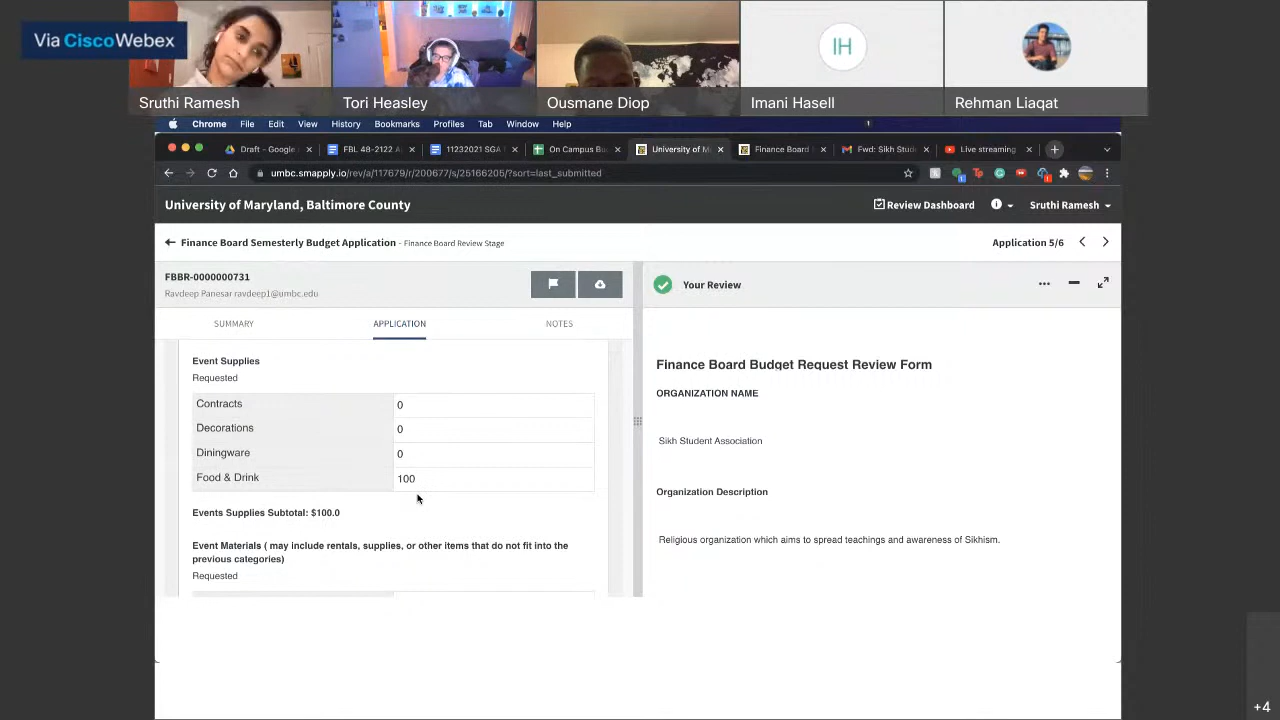 Via CiscoWebex
IH
Sruthi Ramesh
Tori Heasley
Ousmane Diop
Imani Hasell
Rehman Liaqat
Chrome File Edit View History Bookmarks Profiles Tab Window Help
Draft - Google
FBL 48-2122 A
11232021 SGA
On Campus Bu
University of M
Finance Board
Fwd: Sikh Stud
Live streaming
umbc.smapply.io/rev/a/117679/r/200677/s/25166205/?sort=last_submitted
University of Maryland, Baltimore County
Review Dashboard
Sruthi Ramesh
Finance Board Semesterly Budget Application - Finance Board Review Stage
Application 5/6
FBBR-0000000731
Ravdeep Panesar ravdeep1@umbc.edu
Your Review
SUMMARY
APPLICATION
NOTES
Event Supplies
Requested
Contracts 0
Decorations 0
Diningware 0
Food & Drink 100
Events Supplies Subtotal: $100.0
Event Materials ( may include rentals, supplies, or other items that do not fit into the
previous categories)
Requested
Finance Board Budget Request Review Form
ORGANIZATION NAME
Sikh Student Association
Organization Description
Religious organization which aims to spread teachings and awareness of Sikhism.
+4